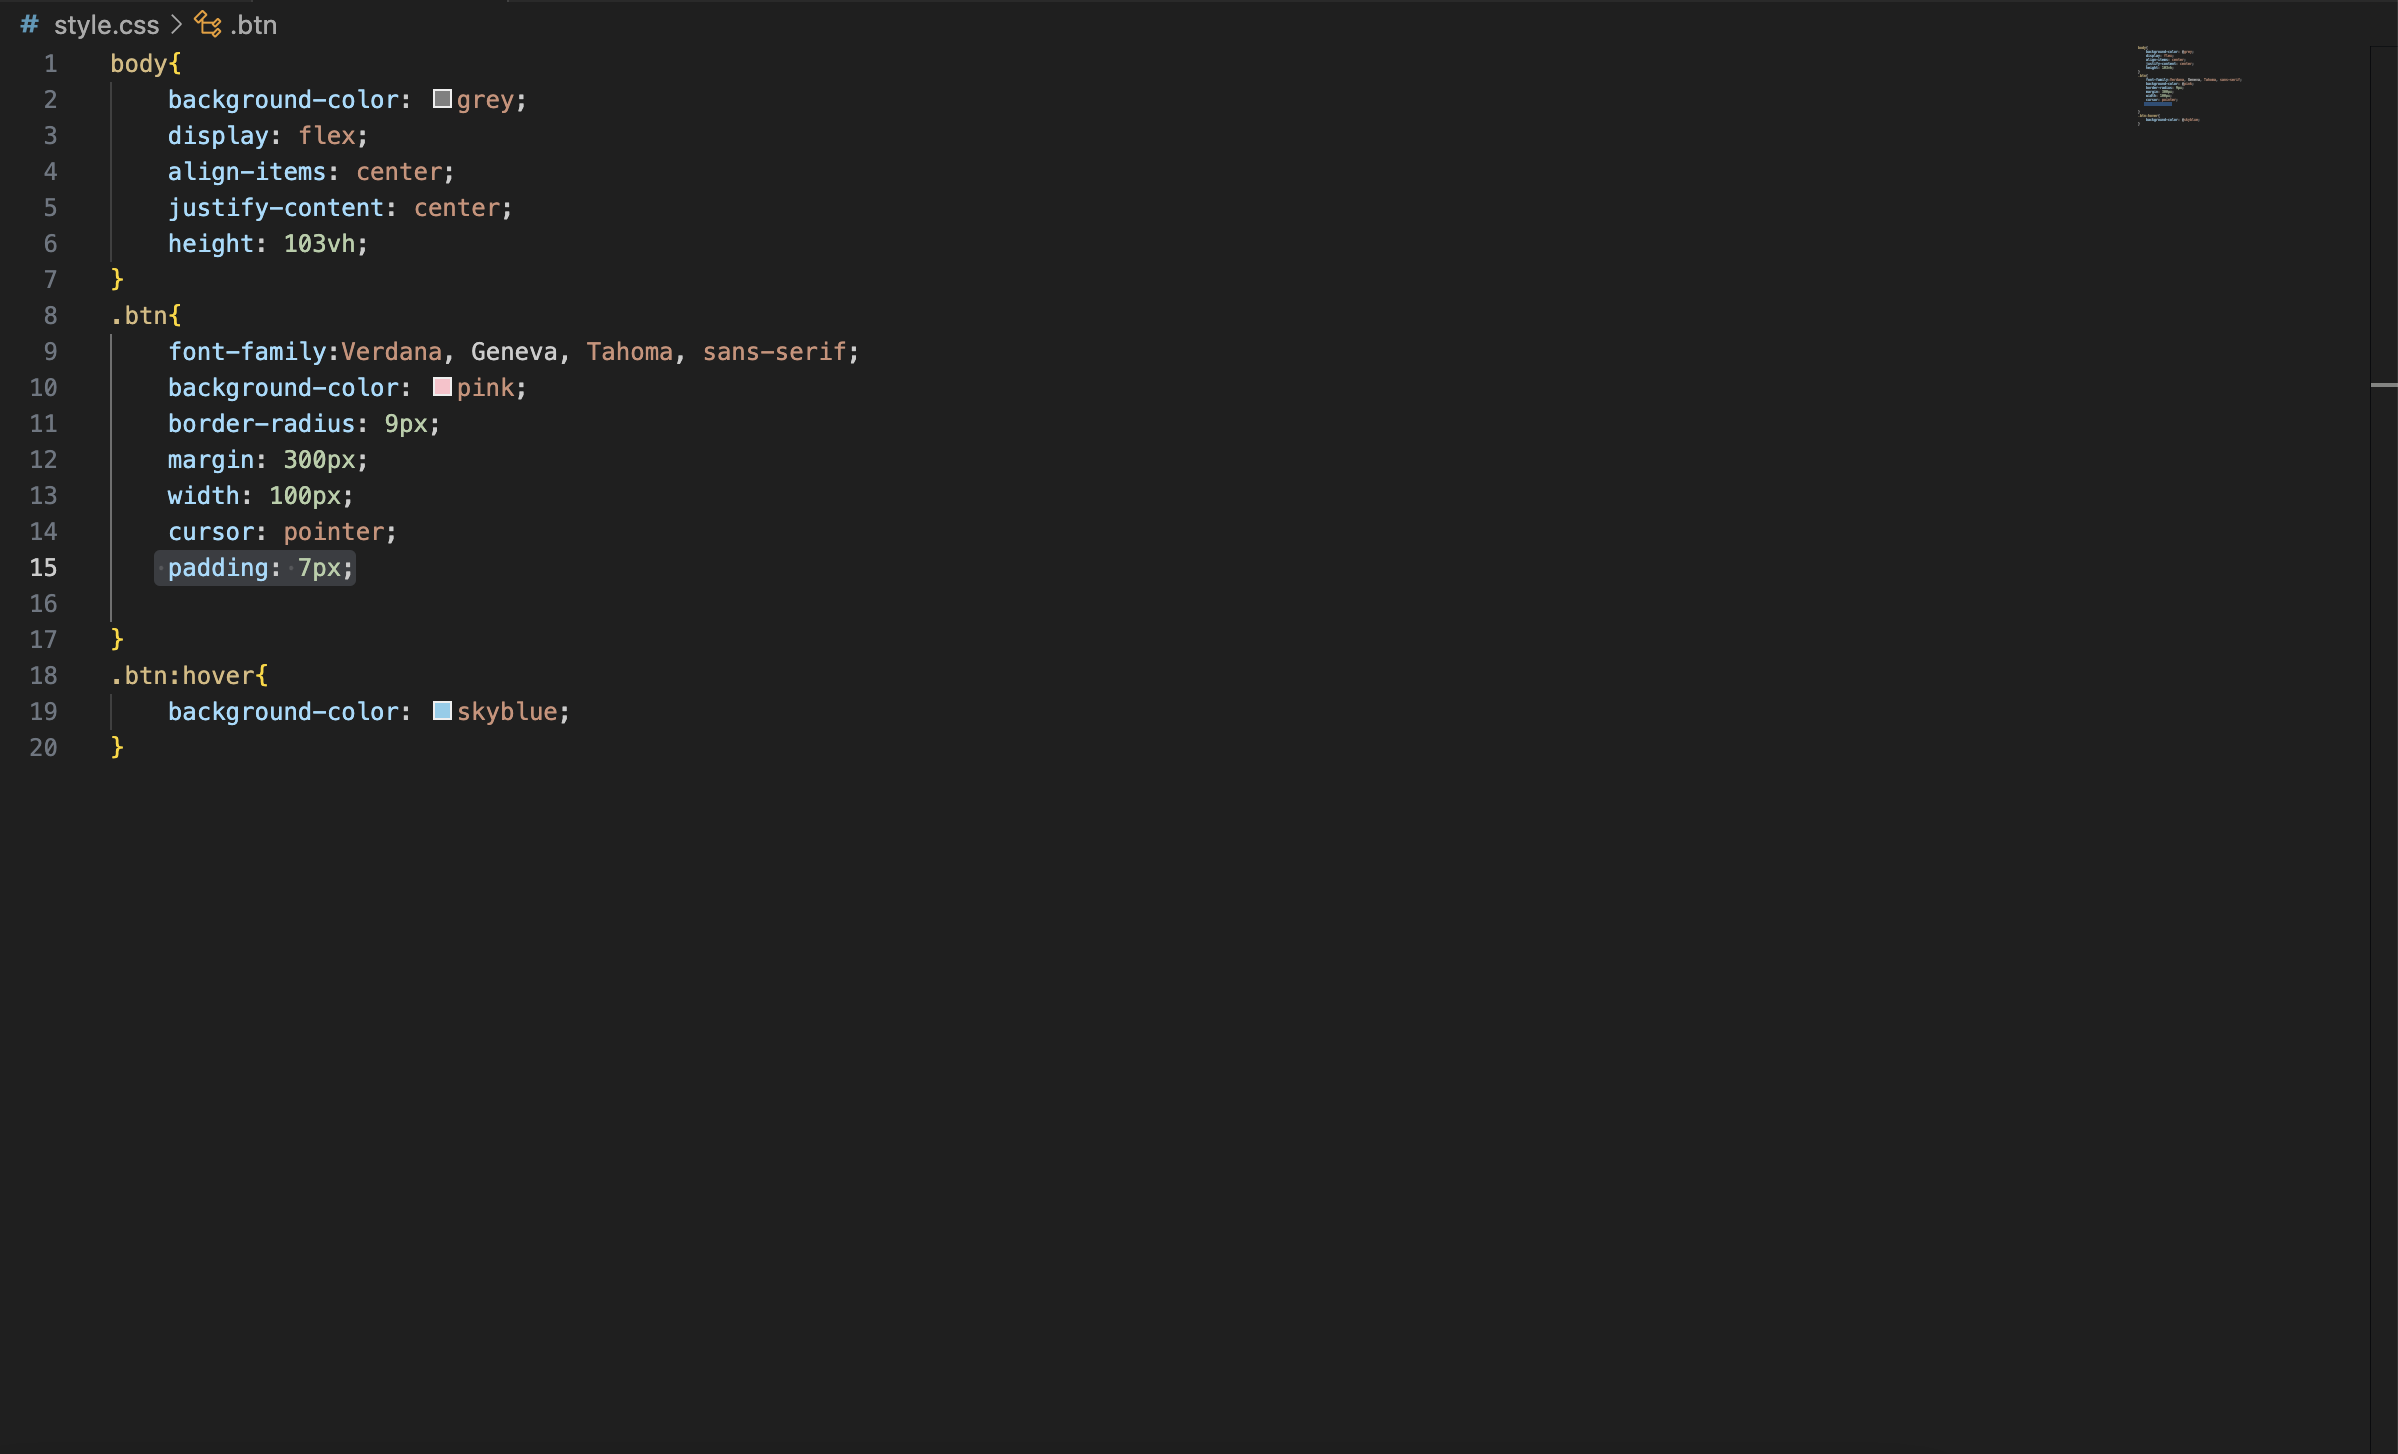 # style.css > .btn
1 body{
2     background-color: grey;
3     display: flex;
4     align-items: center;
5     justify-content: center;
6     height: 103vh;
7 }
8 .btn{
9     font-family:Verdana, Geneva, Tahoma, sans-serif;
10     background-color: pink;
11     border-radius: 9px;
12     margin: 300px;
13     width: 100px;
14     cursor: pointer;
15     padding: 7px;
16
17 }
18 .btn:hover{
19     background-color: skyblue;
20 }